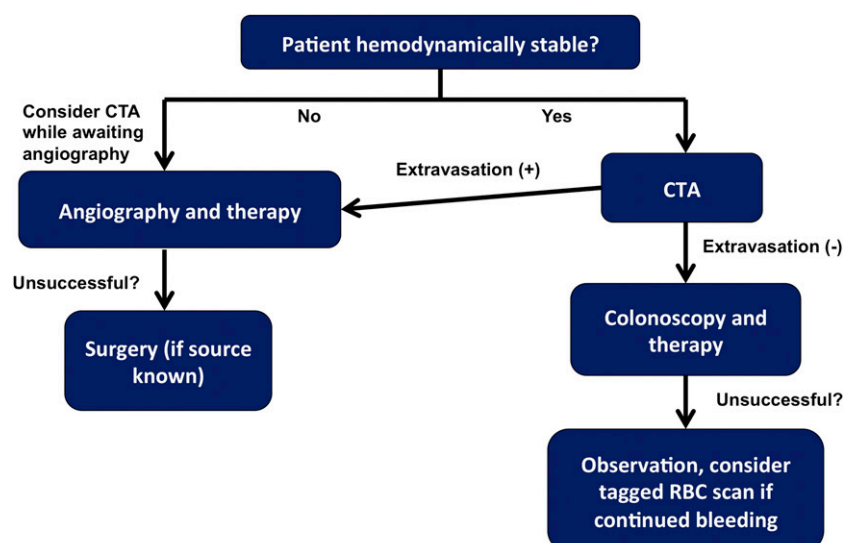 Patient hemodynamically stable?
Consider CTA
while awaiting
angiography
No
Yes
Extravasation (+)
Angiography and therapy
CTA
Extravasation (-)
Unsuccessful?
Surgery (if source
known)
Colonoscopy and
therapy
Unsuccessful?
Observation, consider
tagged RBC scan if
continued bleeding